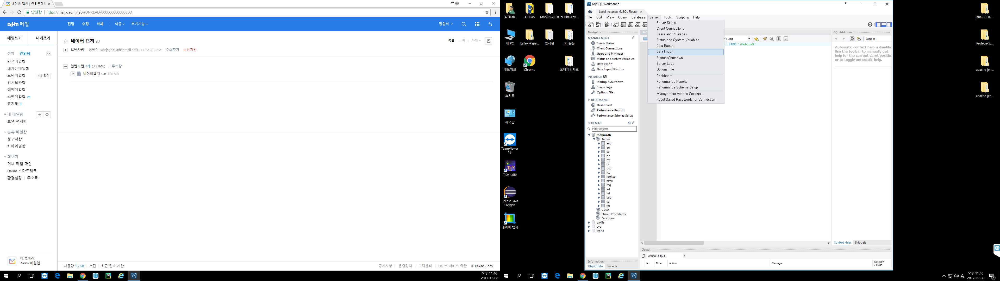 네이버 캡쳐 | 안읽은메일
안전함 | https://mail.daum.net/#UNREAD/0000000000008EO
Daum 메일
전달 수정 삭제 이동 추가기능
정원석
메일쓰기 내게쓰기
전체 안읽음
받은메일함
내게쓴메일함
보낸메일함 수신확인
임시보관함
예약메일함
스팸메일함 24
휴지통 9
내 메일함
보낼 편지함
분류 메일함
청구서함
카페메일함
더보기
외부 메일 확인
Daum 스마트워크
환경설정 주소록
더 좋아진
Daum 메일앱
네이버 캡쳐
목록 위 아래
보낸사람 정원석 <dnjstjr93@hanmail.net> 17.12.08 22:21 주소추가 수신차단
일반파일 1개 (3.31MB) 모두저장
네이버캡쳐.exe 3.31MB
사용량 1.7GB 스킨 최근 접속 시간
공지사항 운영정책 고객센터 Daum 서비스 약관 © Kakao Corp.
오후 11:46
2017-12-08
AIDLab
AIDLab
Mobius-2.0.0
nCube-Thy...
내 PC
LaTeX-Pape...
임재현
[R] 논문
네트워크
Chrome
오버피팅자료
휴지통
제어판
TeamViewer
13
TeXstudio
Eclipse Java
Oxygen
네이버 캡처
MySQL Workbench
Local instance MySQL Router
File Edit View Query Database Server Tools Scripting Help
Server Status
Client Connections
Users and Privileges
Status and System Variables
Data Export
Data Import
Startup/Shutdown
Server Logs
Options File
Dashboard
Performance Reports
Performance Schema Setup
Management Access Settings...
Reset Saved Passwords for Connection
Navigator
MANAGEMENT
Server Status
Client Connections
Users and Privileges
Status and System Variables
Data Export
Data Import/Restore
INSTANCE
Startup / Shutdown
Server Logs
Options File
PERFORMANCE
Dashboard
Performance Reports
Performance Schema Setup
SCHEMAS
Filter objects
mobiusdb
Tables
acp
ae
cb
cin
cnt
csr
grp
lcp
lookup
mms
req
sd
sri
sub
ts
tsi
Views
Stored Procedures
Functions
sakila
sys
world
Information
Object Info Session
Limit
LIKE '/Mobius%'
SQLAdditions
Jump to
Automatic context help is disabled
Use the toolbar to manually get
help for the current caret position
or to toggle automatic help.
Context Help Snippets
Output
Action Output
# Time Action Message Duration
/ Fetch
jena-3.5.0-...
Protege-5....
apache-jen...
apache-jen...
A
오후 11:46
2017-12-08
2